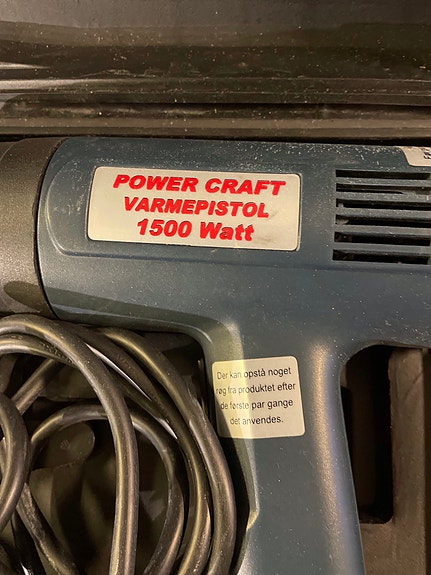 POWER CRAFT
VARMEPISTOL
1500 Watt
Der kan opstå noget
røg fra produktet efter
de første par gange
det anvendes.